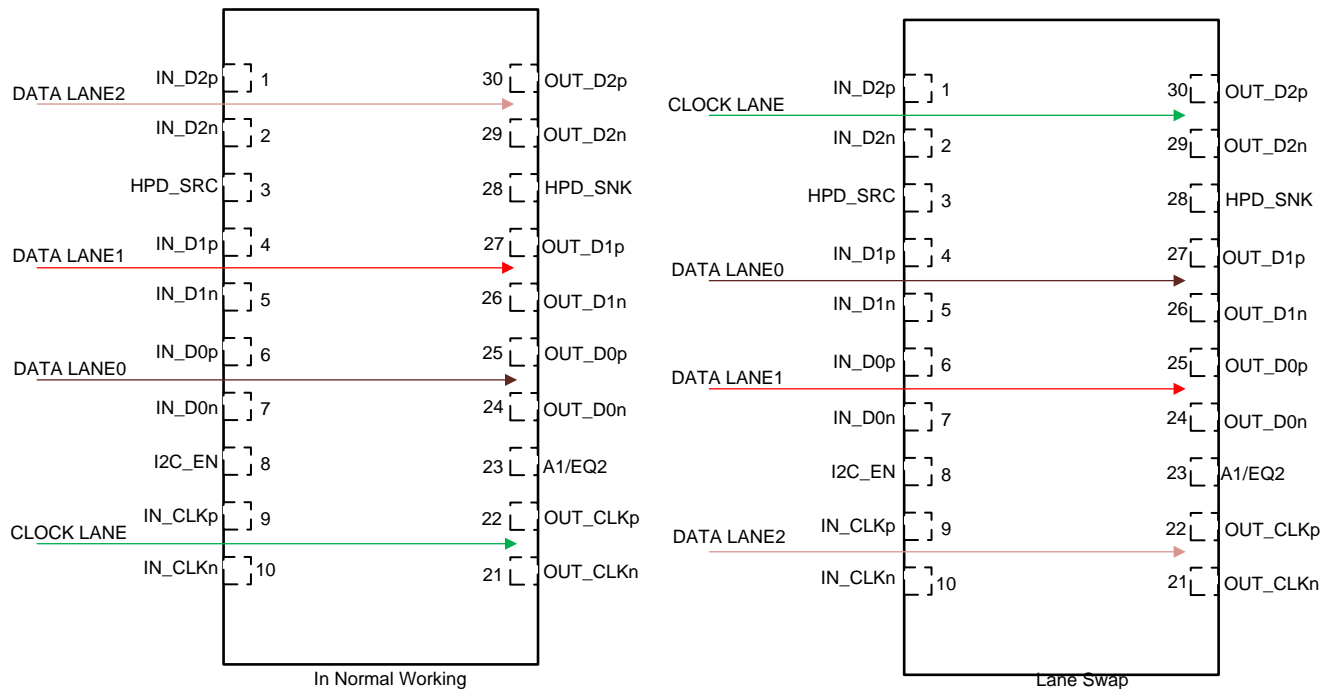 IN_D2p 1 30 OUT_D2p
DATA LANE2
IN_D2n 2 29 OUT_D2n
HPD_SRC 3 28 HPD_SNK
IN_D1p 4 27 OUT_D1p
DATA LANE1
IN_D1n 5 26 OUT_D1n
IN_D0p 6 25 OUT_D0p
DATA LANE0
IN_D0n 7 24 OUT_D0n
I2C_EN 8 23 A1/EQ2
IN_CLKp 9 22 OUT_CLKp
CLOCK LANE
IN_CLKn 10 21 OUT_CLKn
In Normal Working
IN_D2p 1 30 OUT_D2p
CLOCK LANE
IN_D2n 2 29 OUT_D2n
HPD_SRC 3 28 HPD_SNK
IN_D1p 4 27 OUT_D1p
DATA LANE0
IN_D1n 5 26 OUT_D1n
IN_D0p 6 25 OUT_D0p
DATA LANE1
IN_D0n 7 24 OUT_D0n
I2C_EN 8 23 A1/EQ2
IN_CLKp 9 22 OUT_CLKp
DATA LANE2
IN_CLKn 10 21 OUT_CLKn
Lane Swap